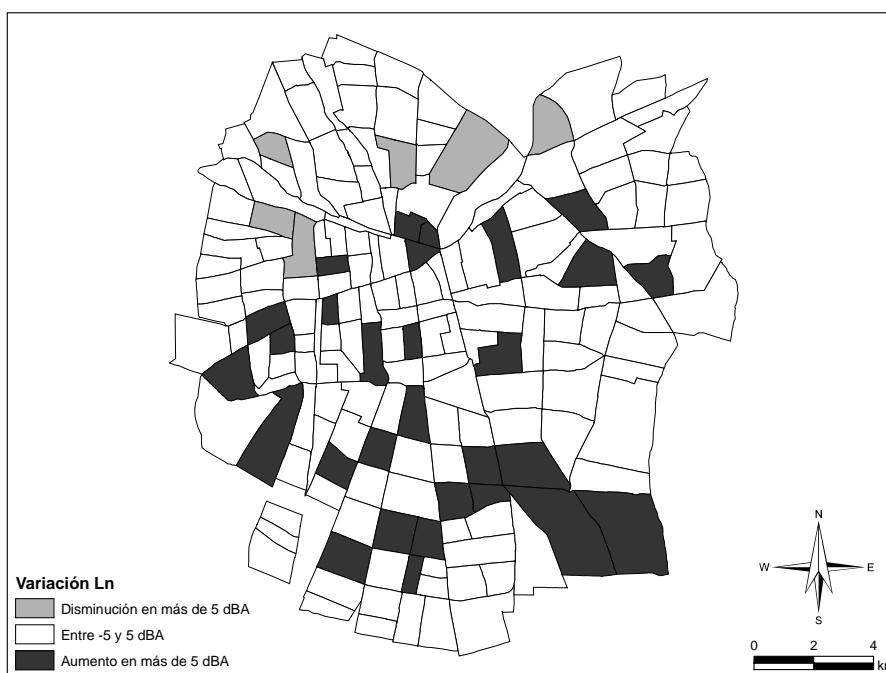 Variación Ln
Disminución en más de 5 dBA
Entre -5 y 5 dBA
Aumento en más de 5 dBA
N
W
E
S
0 2 4
km